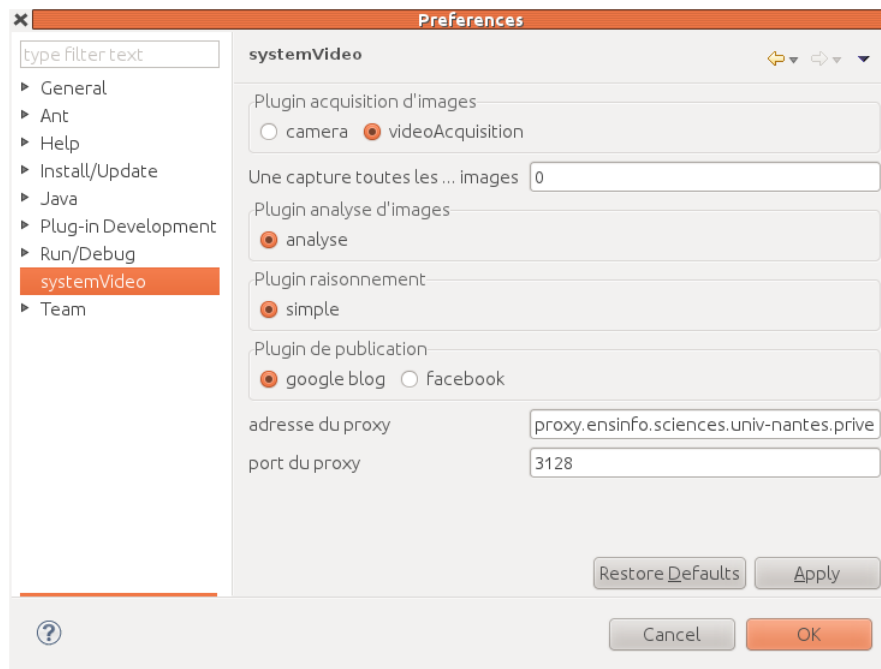 Preferences
type filter text
General
Ant
Help
Install/Update
Java
Plug-in Development
Run/Debug
systemVideo
Team
systemVideo
Plugin acquisition d'images
camera videoAcquisition
Une capture toutes les ... images 0
Plugin analyse d'images
analyse
Plugin raisonnement
simple
Plugin de publication
google blog facebook
adresse du proxy proxy.ensinfo.sciences.univ-nantes.prive
port du proxy 3128
Restore Defaults Apply
? Cancel OK